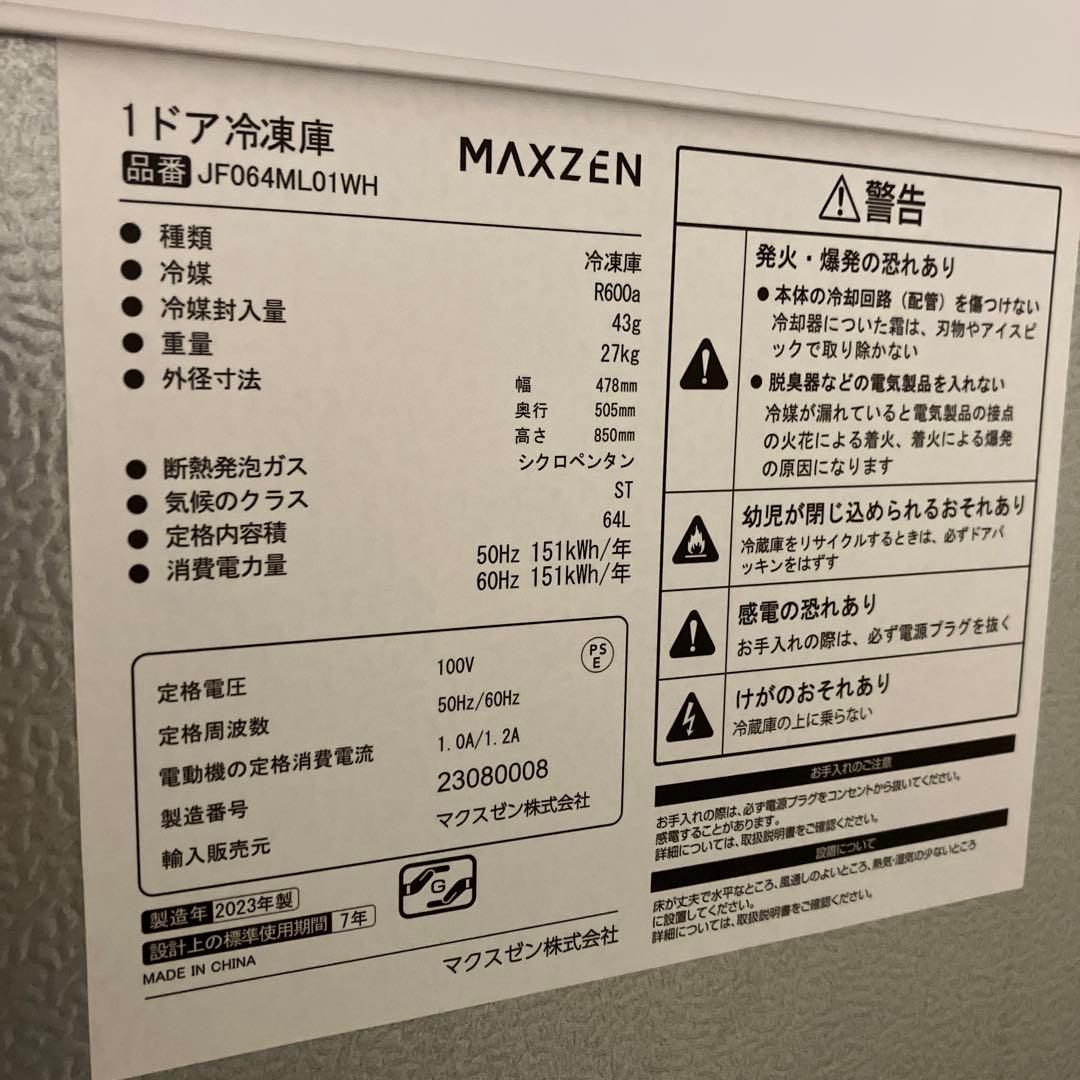 1ドア冷凍庫
品番 JF064ML01WH
MAXZEN
● 種類 冷凍庫
● 冷媒 R600a
● 冷媒封入量 43g
● 重量 27kg
● 外径寸法 幅 478mm
奥行 505mm
高さ 850mm
● 断熱発泡ガス シクロペンタン
● 気候のクラス ST
● 定格内容積 64L
● 消費電力量 50Hz 151kWh/年
60Hz 151kWh/年
定格電圧 100V
PS
E
定格周波数 50Hz/60Hz
電動機の定格消費電流 1.0A/1.2A
製造番号 23080008
輸入販売元 マクスゼン株式会社
製造年 2023年製
設計上の標準使用期間 7年
MADE IN CHINA
G
マクスゼン株式会社
警告
発火・爆発の恐れあり
●本体の冷却回路（配管）を傷つけない
冷却器についた霜は、刃物やアイスピ
ックで取り除かない
●脱臭器などの電気製品を入れない
冷媒が漏れていると電気製品の接点
の火花による着火、着火による爆発
の原因になります
幼児が閉じ込められるおそれあり
冷蔵庫をリサイクルするときは、必ずドアパ
ッキンをはずす
感電の恐れあり
お手入れの際は、必ず電源プラグを抜く
けがのおそれあり
冷蔵庫の上に乗らない
お手入れのご注意
お手入れの際は、必ず電源プラグをコンセントから抜いてください。
感電することがあります。
詳細については、取扱説明書をご確認ください。
設置について
床が丈夫で水平なところ、風通しのよいところ、熱気・湿気の少ないところ
に設置してください。
詳細については、取扱説明書をご確認ください。